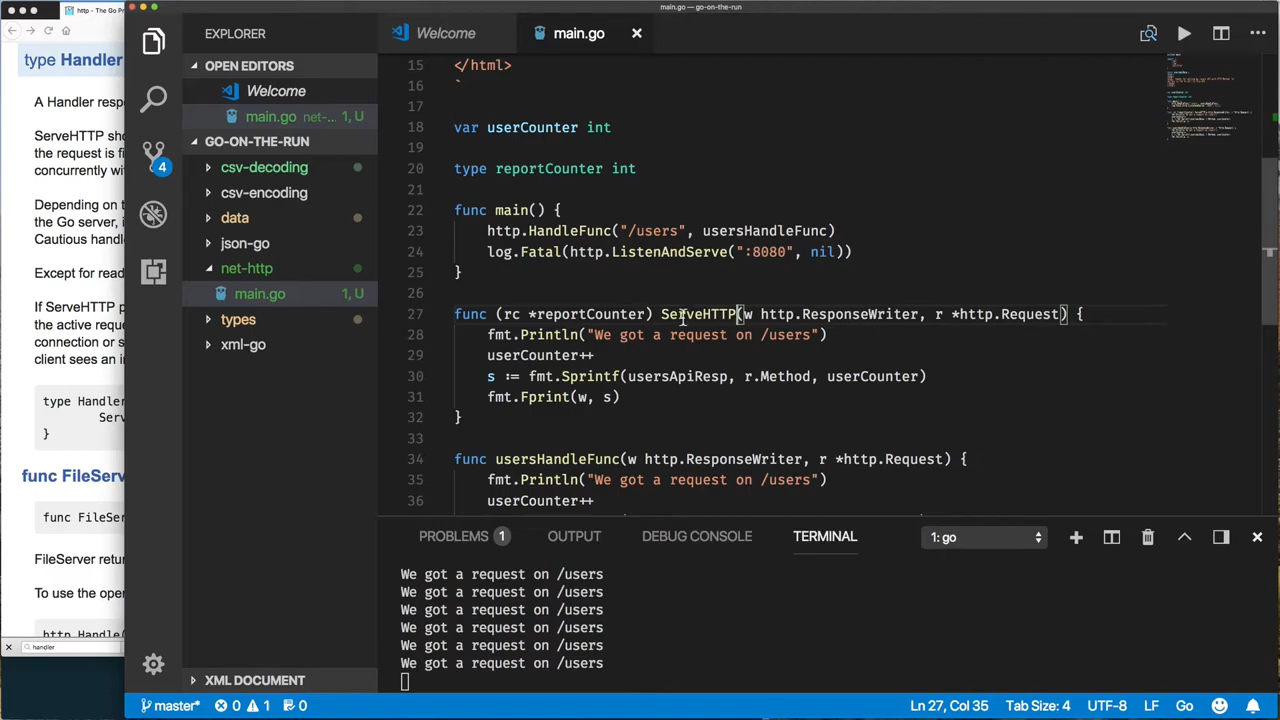 main.go — go-on-the-run
http - The Go Pr
type Handler
A Handler resp
ServeHTTP sho
the request is fi
concurrently wi
Depending on t
the Go server, i
Cautious handl
Except for read
If ServeHTTP p
the active reque
connection or s
client sees an in
type Handler
Serv
}
func FileServ
func FileSer
FileServer retur
To use the oper
http.Handle(
handler
EXPLORER
OPEN EDITORS
Welcome
main.go net-... 1, U
GO-ON-THE-RUN
csv-decoding
csv-encoding
data
json-go
net-http
main.go 1, U
types
xml-go
XML DOCUMENT
4
Welcome
main.go
15 </html>
16 `
17
18 var userCounter int
19
20 type reportCounter int
21
22 func main() {
23 http.HandleFunc("/users", usersHandleFunc)
24 log.Fatal(http.ListenAndServe(":8080", nil))
25 }
26
27 func (rc *reportCounter) ServeHTTP(w http.ResponseWriter, r *http.Request) {
28 fmt.Println("We got a request on /users")
29 userCounter++
30 s := fmt.Sprintf(usersApiResp, r.Method, userCounter)
31 fmt.Fprint(w, s)
32 }
33
34 func usersHandleFunc(w http.ResponseWriter, r *http.Request) {
35 fmt.Println("We got a request on /users")
36 userCounter++
PROBLEMS 1 OUTPUT DEBUG CONSOLE TERMINAL 1: go
We got a request on /users
We got a request on /users
We got a request on /users
We got a request on /users
We got a request on /users
We got a request on /users
master* 0 1 0 Ln 27, Col 35 Tab Size: 4 UTF-8 LF Go